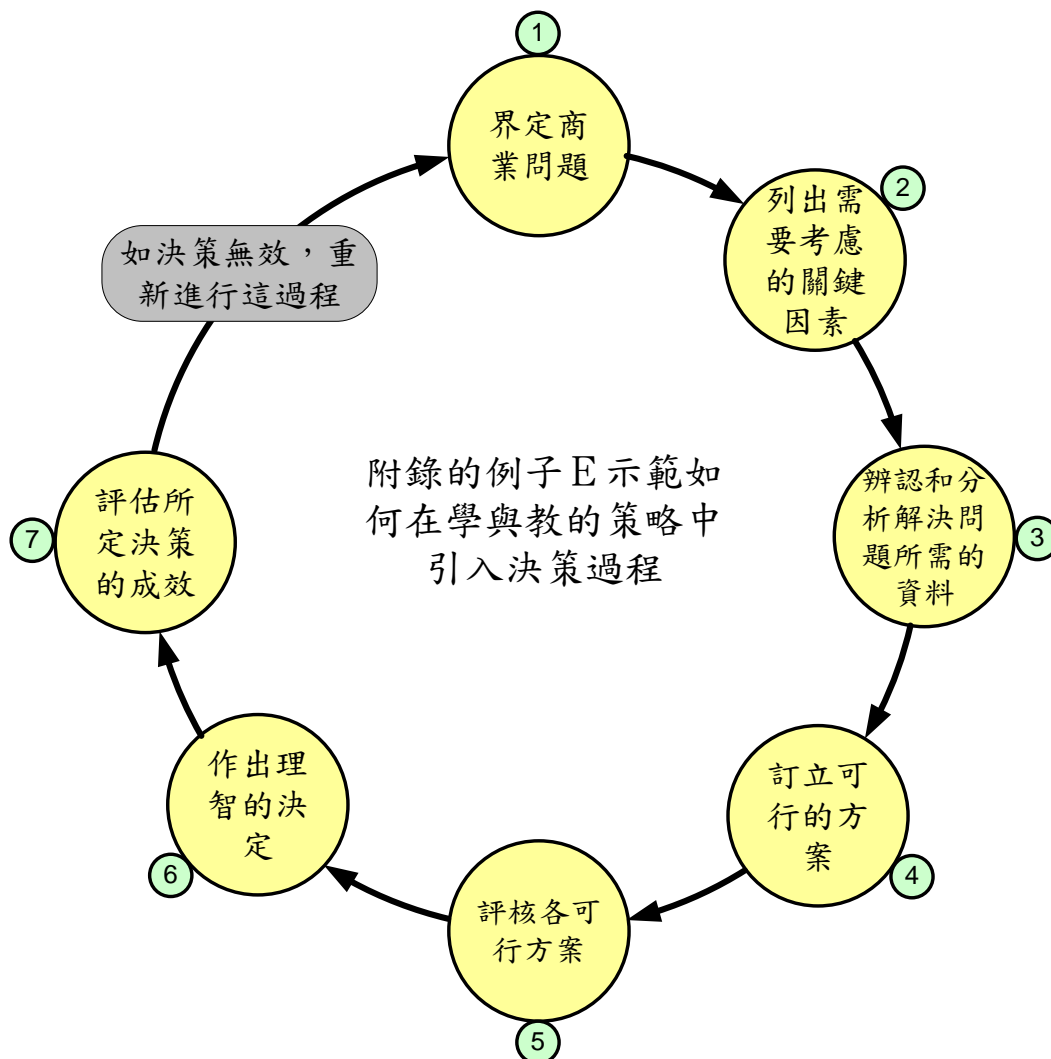 1
界定商
業問題
2
列出需
要考慮
的關鍵
因素
3
辨認和分
析解決問
題所需的
資料
4
訂立可
行的方
案
5
評核各可
行方案
6
作出理
智的決
定
7
評估所
定決策
的成效
如決策無效，重
新進行這過程
附錄的例子E示範如
何在學與教的策略中
引入決策過程